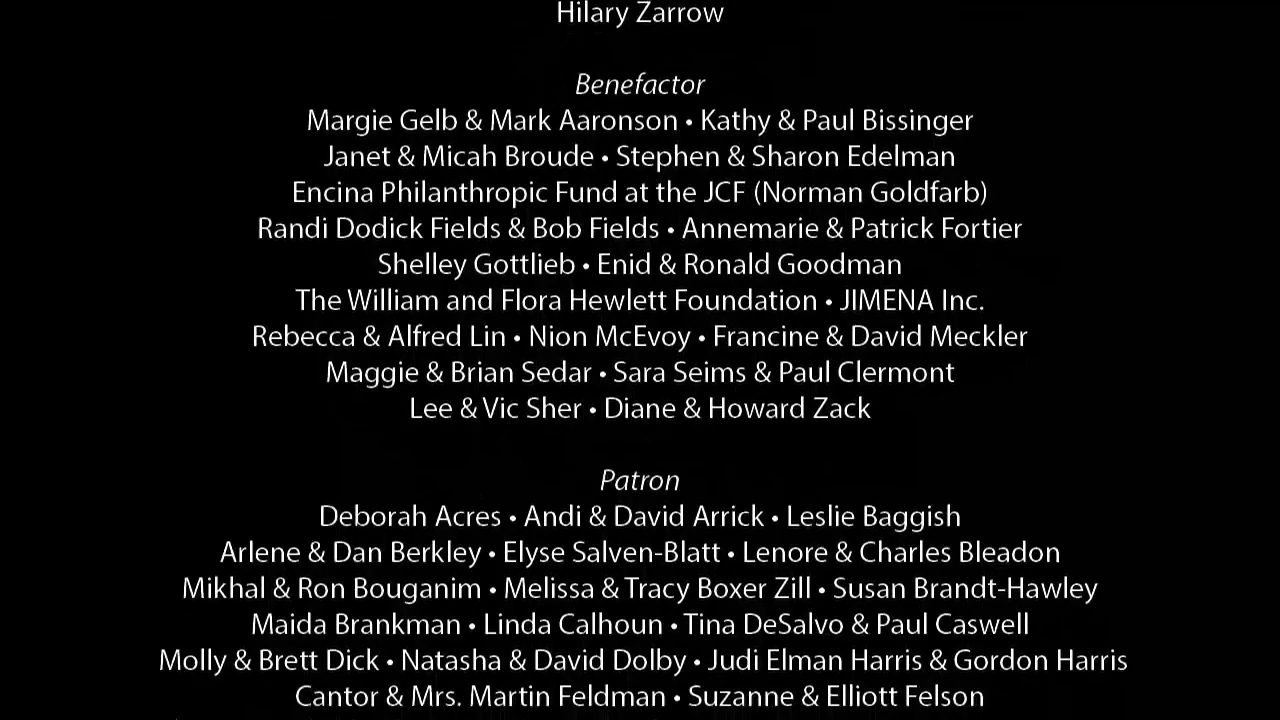 Hilary Zarrow
Benefactor
Margie Gelb & Mark Aaronson • Kathy & Paul Bissinger
Janet & Micah Broude • Stephen & Sharon Edelman
Encina Philanthropic Fund at the JCF (Norman Goldfarb)
Randi Dodick Fields & Bob Fields • Annemarie & Patrick Fortier
Shelley Gottlieb • Enid & Ronald Goodman
The William and Flora Hewlett Foundation • JIMENA Inc.
Rebecca & Alfred Lin • Nion McEvoy • Francine & David Meckler
Maggie & Brian Sedar • Sara Seims & Paul Clermont
Lee & Vic Sher • Diane & Howard Zack
Patron
Deborah Acres • Andi & David Arrick • Leslie Baggish
Arlene & Dan Berkley • Elyse Salven-Blatt • Lenore & Charles Bleadon
Mikhal & Ron Bouganim • Melissa & Tracy Boxer Zill • Susan Brandt-Hawley
Maida Brankman • Linda Calhoun • Tina DeSalvo & Paul Caswell
Molly & Brett Dick • Natasha & David Dolby • Judi Elman Harris & Gordon Harris
Cantor & Mrs. Martin Feldman • Suzanne & Elliott Felson